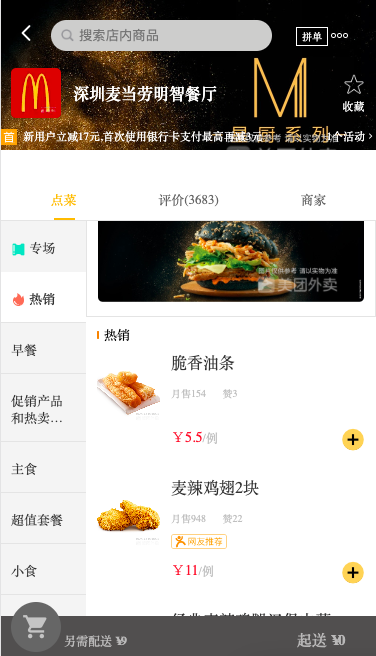 搜索店内商品
拼单
深圳麦当劳明智餐厅
收藏
星厨系列
首 新用户立减17元,首次使用银行卡支付最高再减3元
个活动
点菜
评价(3683)
商家
专场
热销
早餐
促销产品
和热卖…
主食
超值套餐
小食
图片仅供参考 请以实物为准
美团外卖
热销
脆香油条
月售154 赞3
￥5.5/例
麦辣鸡翅2块
月售948 赞22
网友推荐
￥11/例
另需配送 ¥9
起送 ¥0